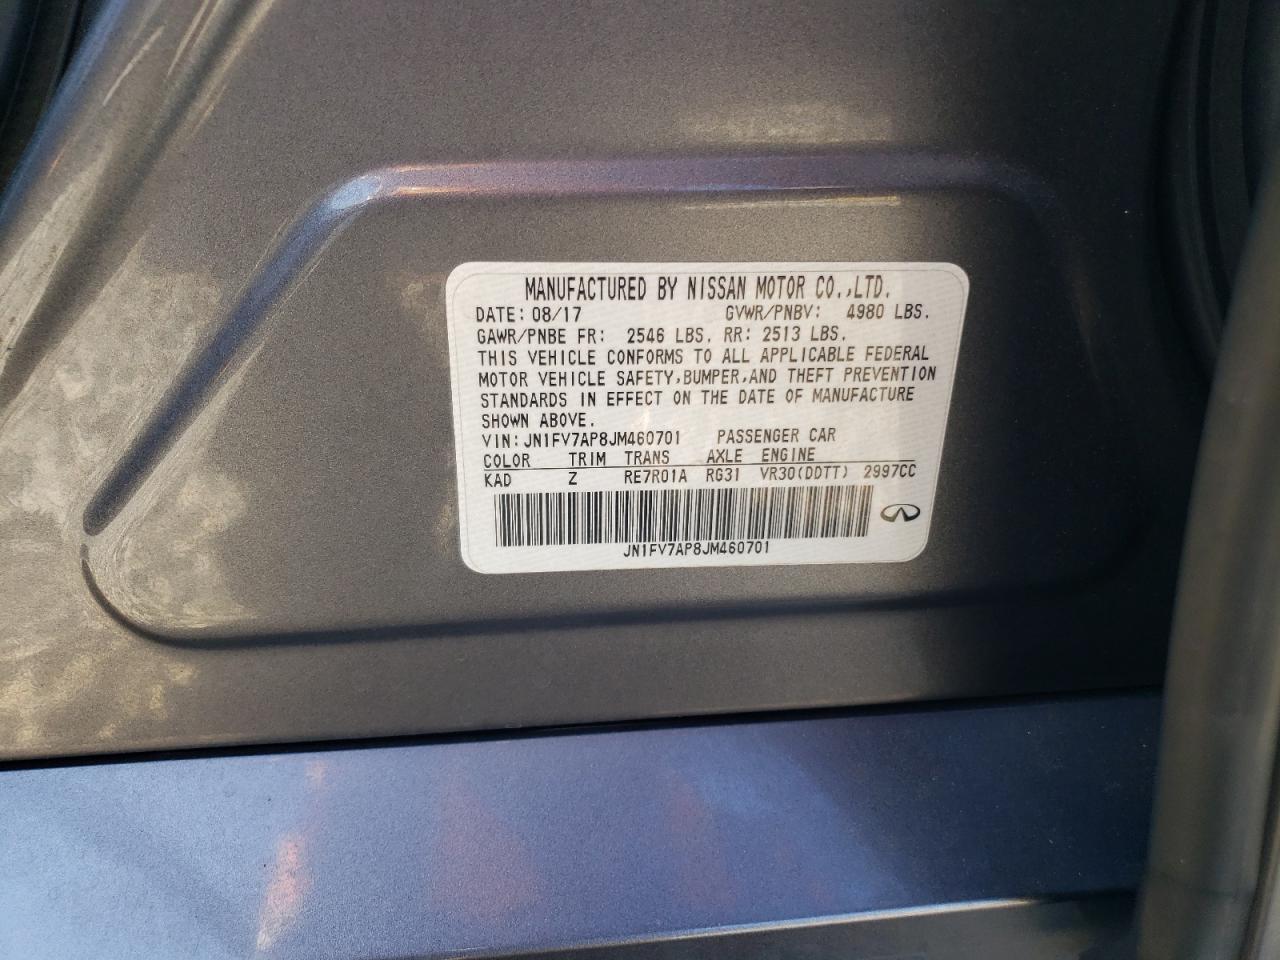 MANUFACTURED BY NISSAN MOTOR CO.,LTD.
DATE: 08/17 GVWR/PNBV: 4980 LBS.
GAWR/PNBE FR: 2546 LBS. RR: 2513 LBS.
THIS VEHICLE CONFORMS TO ALL APPLICABLE FEDERAL
MOTOR VEHICLE SAFETY,BUMPER,AND THEFT PREVENTION
STANDARDS IN EFFECT ON THE DATE OF MANUFACTURE
SHOWN ABOVE.
VIN:JN1FV7AP8JM460701 PASSENGER CAR
COLOR TRIM TRANS AXLE ENGINE
KAD Z RE7R01A RG31 VR30(DDTT) 2997CC
JN1FV7AP8JM460701